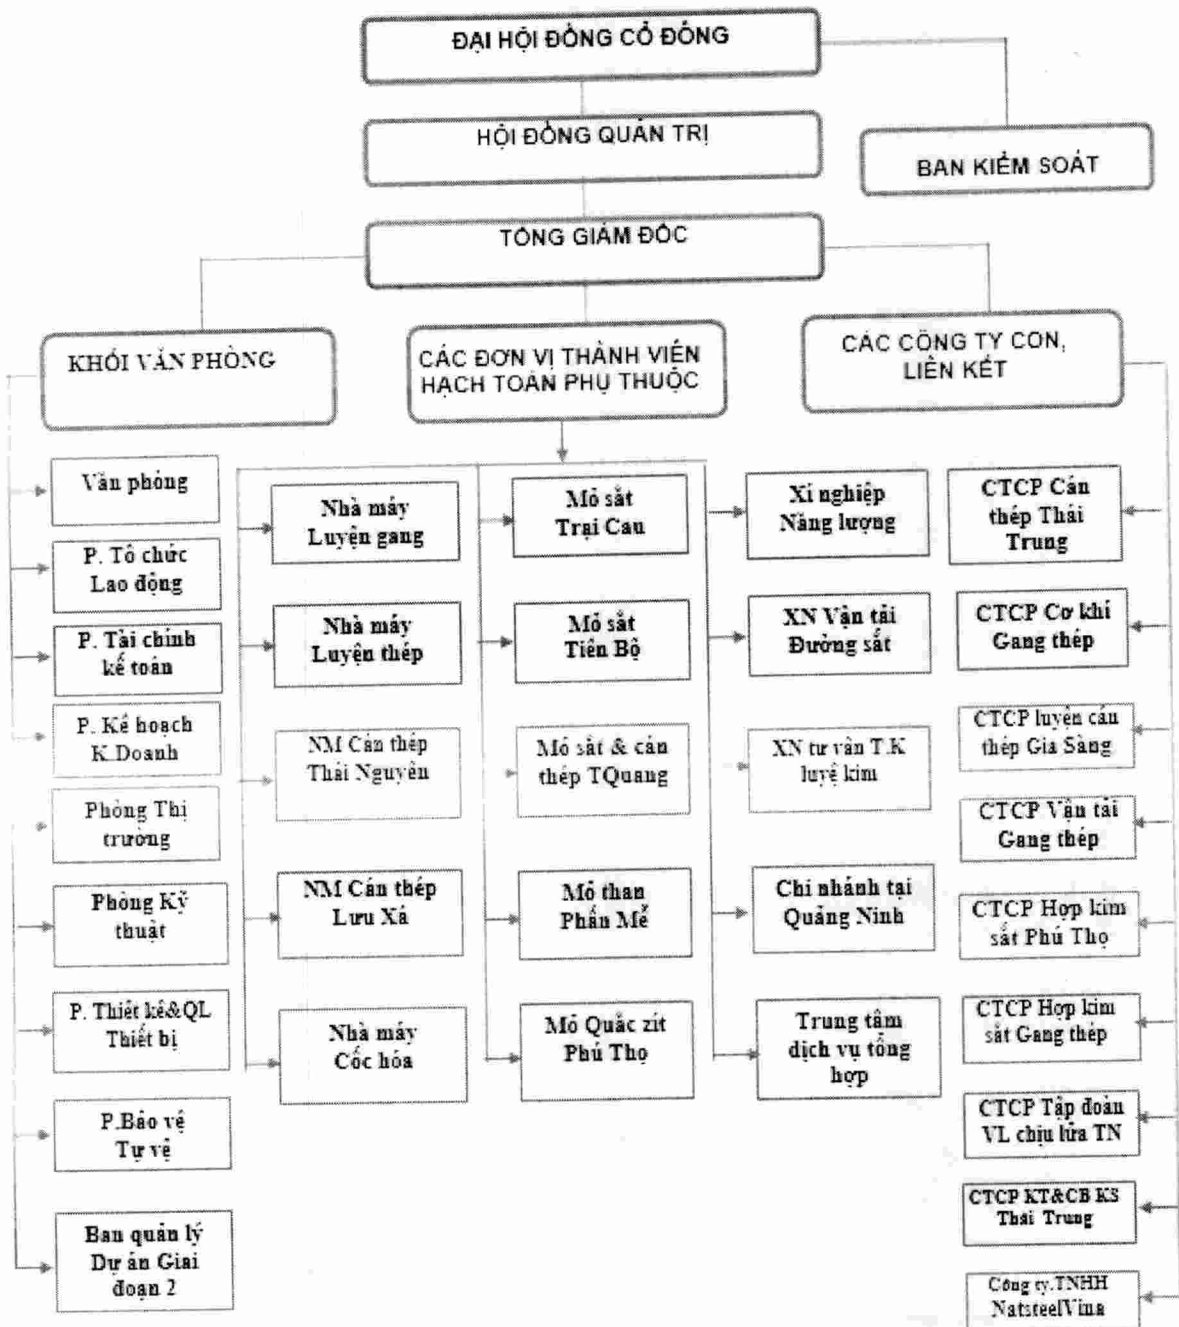 ĐẠI HỘI ĐỒNG CỔ ĐÔNG
HỘI ĐỒNG QUẢN TRỊ
BAN KIỂM SOÁT
TỔNG GIÁM ĐỐC
KHỐI VĂN PHÒNG
CÁC ĐƠN VỊ THÀNH VIÊN
HẠCH TOÁN PHỤ THUỘC
CÁC CÔNG TY CON,
LIÊN KẾT
Văn phòng
P. Tổ chức
Lao động
P. Tài chính
kế toán
P. Kế hoạch
K.Doanh
Phòng Thị
trường
Phòng Kỹ
thuật
P. Thiết kế&QL
Thiết bị
P.Bảo vệ
Tự vệ
Ban quản lý
Dự án Giai
đoạn 2
Nhà máy
Luyện gang
Nhà máy
Luyện thép
NM Cán thép
Thái Nguyên
NM Cán thép
Lưu Xá
Nhà máy
Cốc hóa
Mỏ sắt
Trại Cau
Mỏ sắt
Tiến Bộ
Mỏ sắt & cán
thép TQuang
Mỏ than
Phấn Mễ
Mỏ Quắc zít
Phú Thọ
Xí nghiệp
Năng lượng
XN Vận tải
Đường sắt
XN tư vấn T.K
luyệ kim
Chi nhánh tại
Quảng Ninh
Trung tâm
dịch vụ tổng
hợp
CTCP Cán
thép Thái
Trung
CTCP Cơ khí
Gang thép
CTCP luyện cán
thép Gia Sàng
CTCP Vận tải
Gang thép
CTCP Hợp kim
sắt Phú Thọ
CTCP Hợp kim
sắt Gang thép
CTCP Tập đoàn
VL chịu lửa TN
CTCP KT&CB KS
Thái Trung
Công ty.TNHH
NatsteelVina